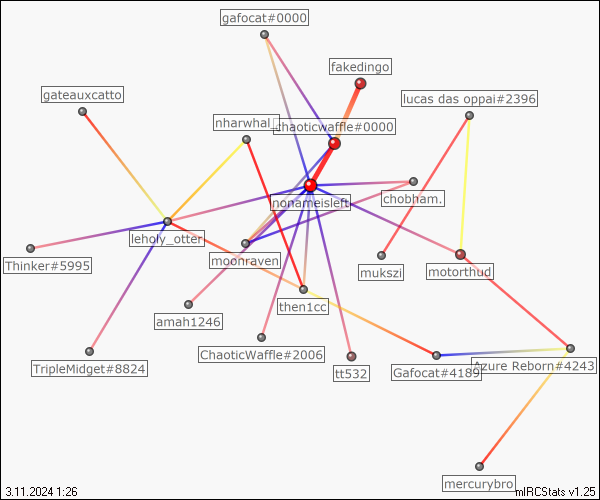 gafocat#0000
fakedingo
gateauxcatto
lucas das oppai#2396
nharwhal_
chaoticwaffle#0000
nonameisleft
chobham.
leholy_otter
moonraven
Thinker#5995
mukszi
motorthud
then1cc
amah1246
ChaoticWaffle#2006
TripleMidget#8824
tt532
Gafocat#4189
Azure Reborn#4243
mercurybro
3.11.2024 1:26
mIRCStats v1.25